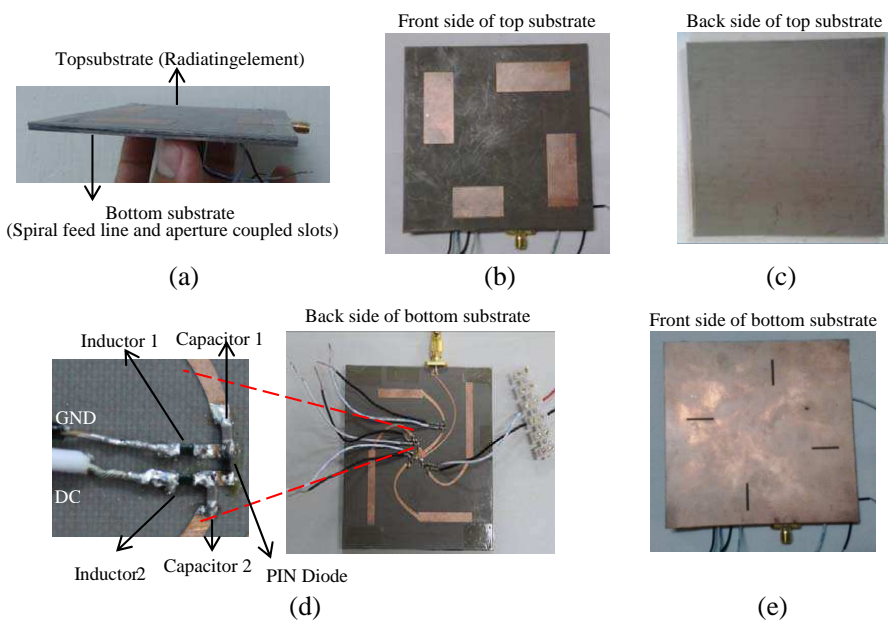 Front side of top substrate
Back side of top substrate
Topsubstrate (Radiatingelement)
Bottom substrate
(Spiral feed line and aperture coupled slots)
(a)
(b)
(c)
Back side of bottom substrate
Front side of bottom substrate
Inductor 1
Capacitor 1
GND
DC
Inductor2
Capacitor 2
PIN Diode
(d)
(e)